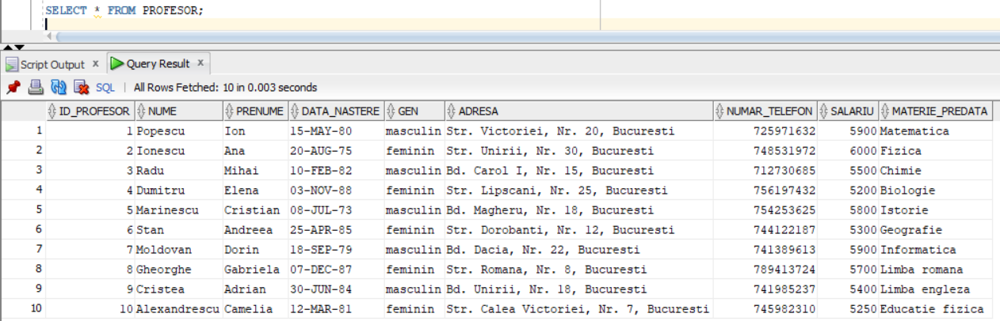 SELECT * FROM PROFESOR;
Script Output x Query Result x
SQL | All Rows Fetched: 10 in 0.003 seconds
ID_PROFESOR NUME PRENUME DATA_NASTERE GEN ADRESA NUMAR_TELEFON SALARIU MATERIE_PREDATA
1 1 Popescu Ion 15-MAY-80 masculin Str. Victoriei, Nr. 20, Bucuresti 725971632 5900 Matematica
2 2 Ionescu Ana 20-AUG-75 feminin Str. Unirii, Nr. 30, Bucuresti 748531972 6000 Fizica
3 3 Radu Mihai 10-FEB-82 masculin Bd. Carol I, Nr. 15, Bucuresti 712730685 5500 Chimie
4 4 Dumitru Elena 03-NOV-88 feminin Str. Lipscani, Nr. 25, Bucuresti 756197432 5200 Biologie
5 5 Marinescu Cristian 08-JUL-73 masculin Bd. Magheru, Nr. 18, Bucuresti 754253625 5800 Istorie
6 6 Stan Andreea 25-APR-85 feminin Str. Dorobanti, Nr. 12, Bucuresti 744122187 5300 Geografie
7 7 Moldovan Dorin 18-SEP-79 masculin Bd. Dacia, Nr. 22, Bucuresti 741389613 5900 Informatica
8 8 Gheorghe Gabriela 07-DEC-87 feminin Str. Romana, Nr. 8, Bucuresti 789413724 5700 Limba romana
9 9 Cristea Adrian 30-JUN-84 masculin Bd. Unirii, Nr. 18, Bucuresti 741985237 5400 Limba engleza
10 10 Alexandrescu Camelia 12-MAR-81 feminin Str. Calea Victoriei, Nr. 7, Bucuresti 745982310 5250 Educatie fizica